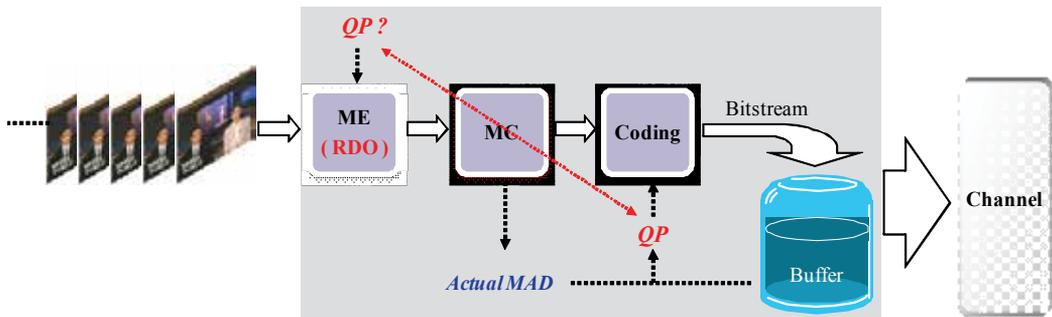 QP ?
ME
( RDO )
MC
Coding
Bitstream
Channel
QP
Actual MAD
Buffer